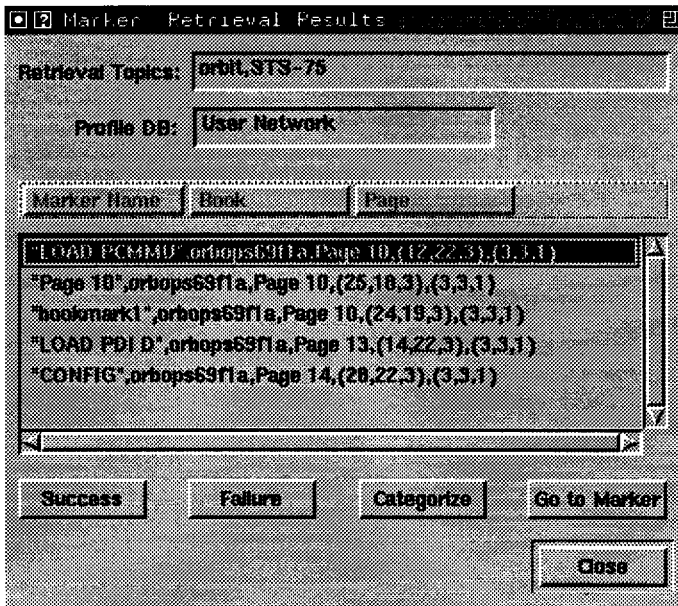 Marker Retrieval Results
Retrieval Topics: orbit,STS-75
Profile DB: User Network
Marker Name Book Page
"LOAD PCMMU",orbops69f1a,Page 10,(12,22,3),(3,3,1)
"Page 10",orbops69f1a,Page 10,(25,18,3),(3,3,1)
"bookmark1",orbops69f1a,Page 10,(24,19,3),(3,3,1)
"LOAD PDI D",orbops69f1a,Page 13,(14,22,3),(3,3,1)
"CONFIG",orbops69f1a,Page 14,(28,22,3),(3,3,1)
Success Failure Categorize Go to Marker
Close